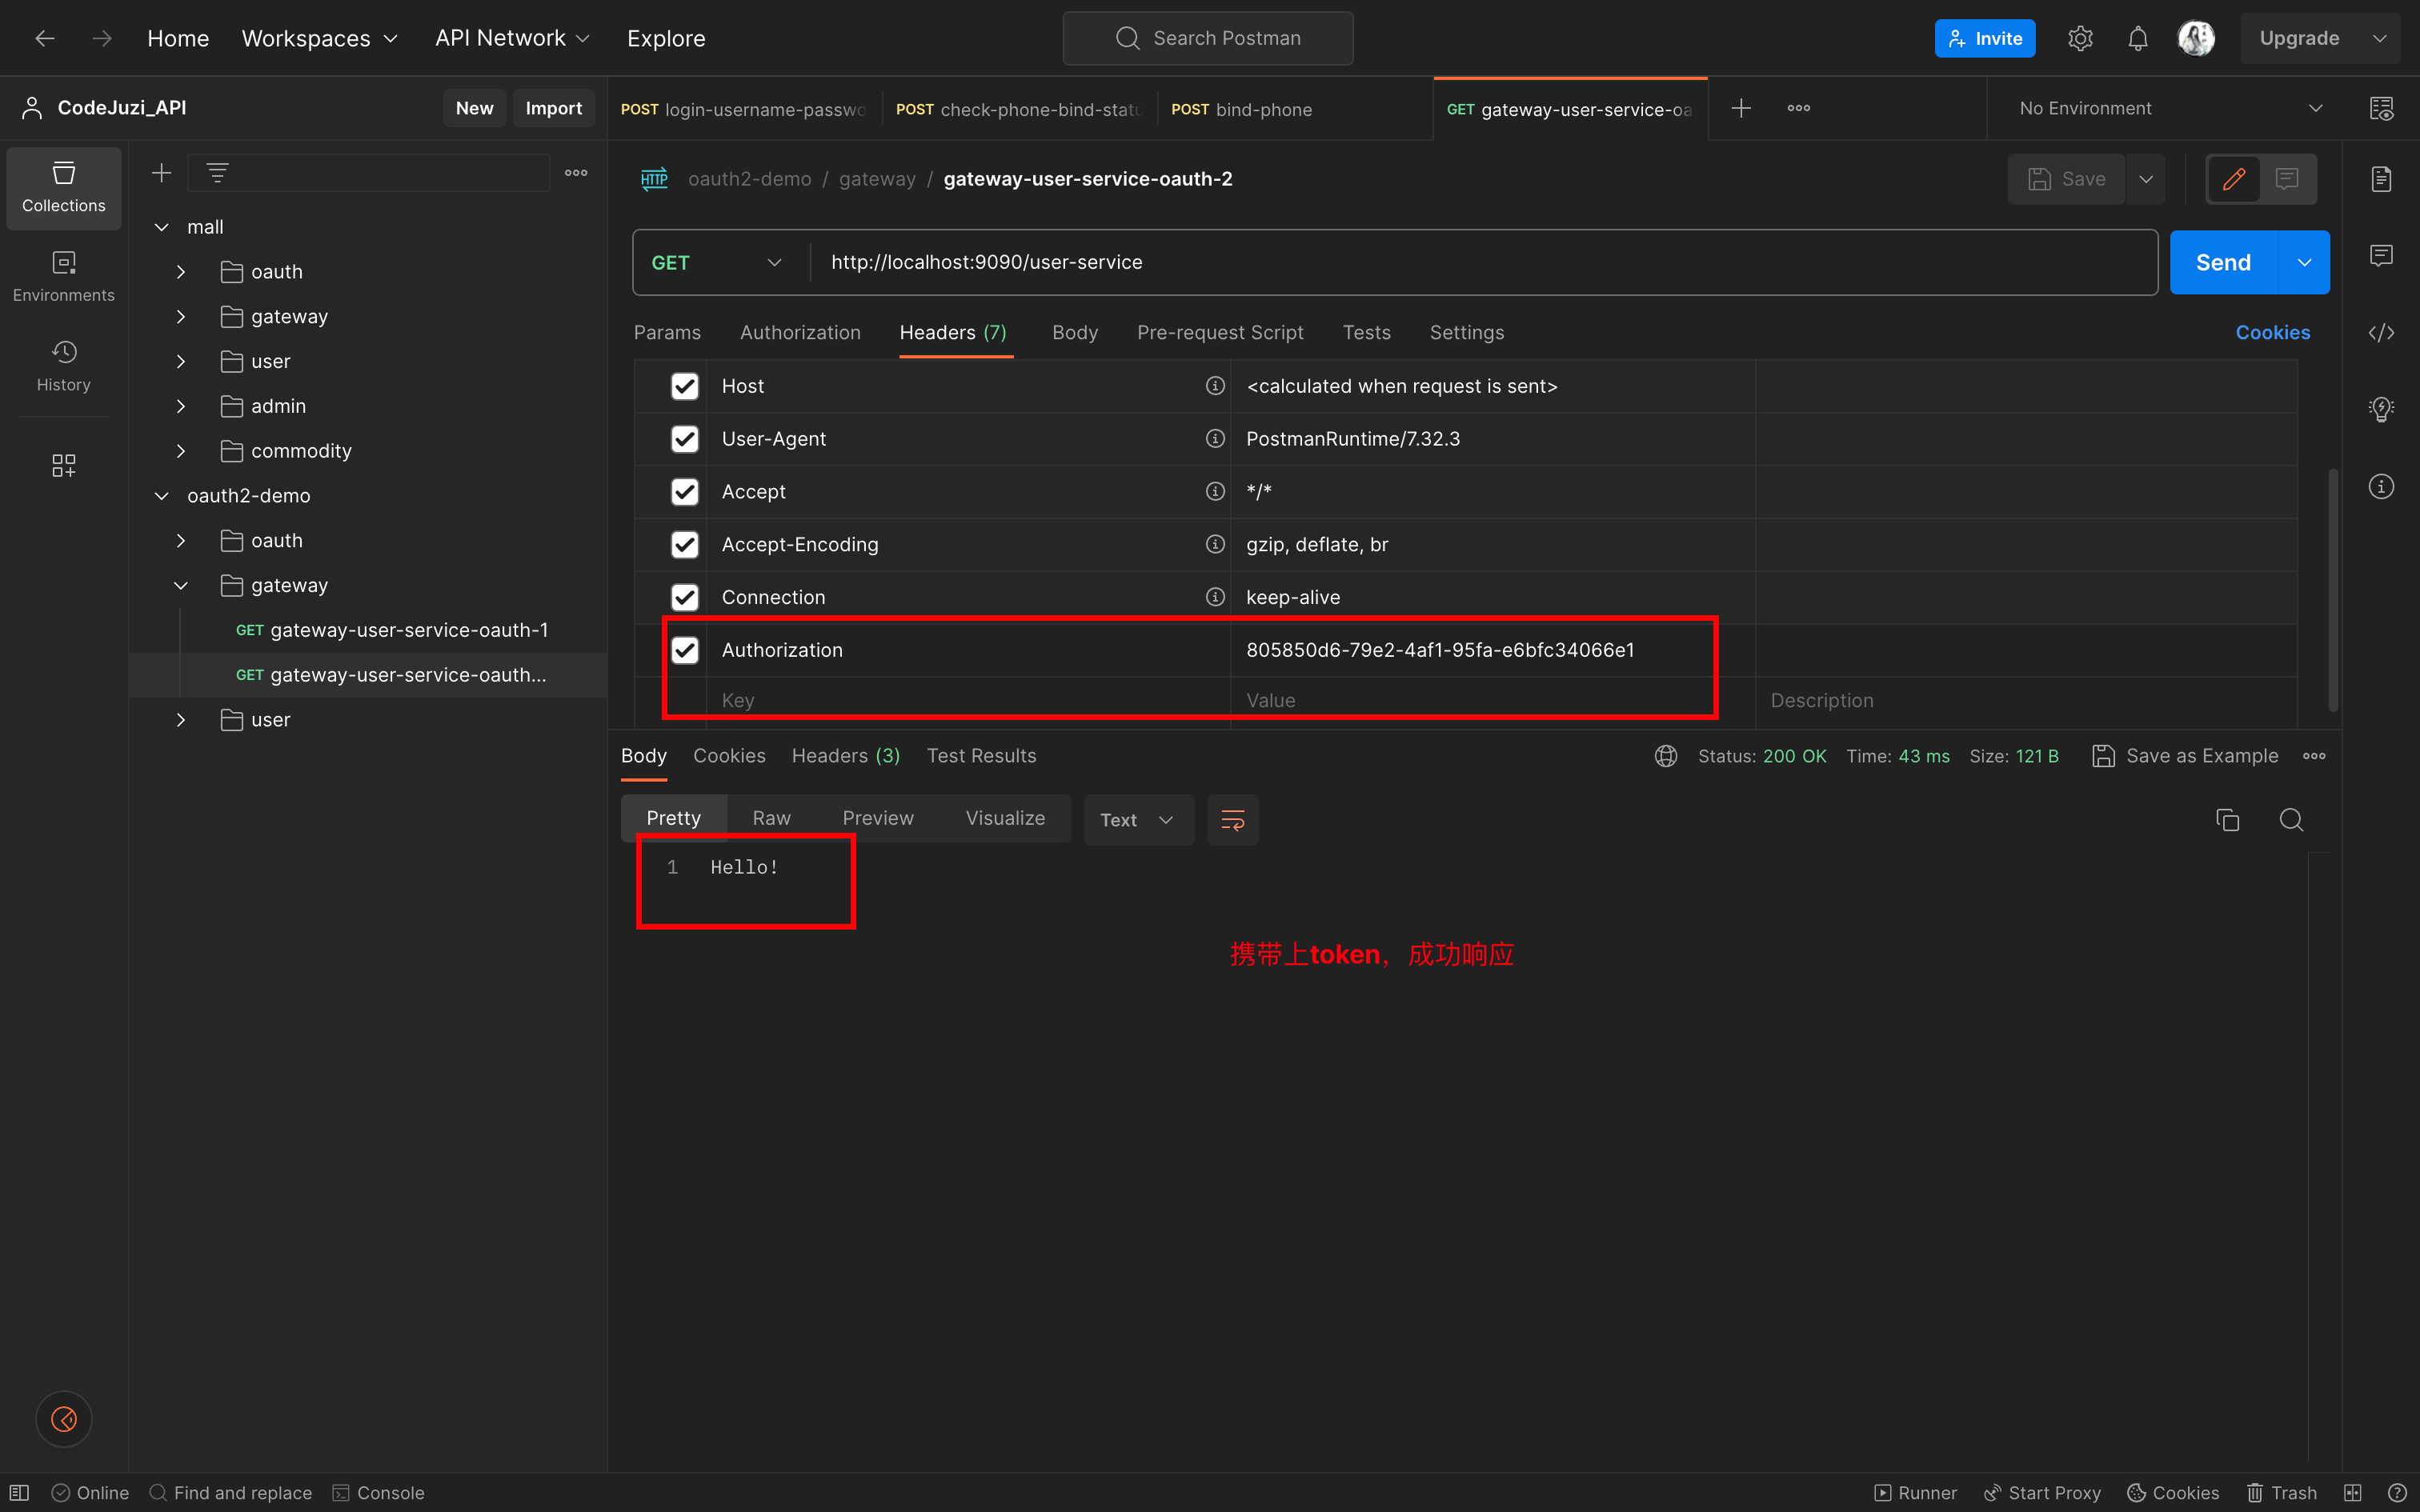 Home Workspaces API Network Explore Search Postman Invite Upgrade
CodeJuzi_API New Import
POST login-username-passwo POST check-phone-bind-statu POST bind-phone GET gateway-user-service-oa No Environment
Collections
Environments
History
mall
oauth
gateway
user
admin
commodity
oauth2-demo
oauth
gateway
GET gateway-user-service-oauth-1
GET gateway-user-service-oauth...
user
HTTP oauth2-demo / gateway / gateway-user-service-oauth-2 Save
GET http://localhost:9090/user-service Send
Params Authorization Headers (7) Body Pre-request Script Tests Settings Cookies
Host <calculated when request is sent>
User-Agent PostmanRuntime/7.32.3
Accept */*
Accept-Encoding gzip, deflate, br
Connection keep-alive
Authorization 805850d6-79e2-4af1-95fa-e6bfc34066e1
Key Value Description
Body Cookies Headers (3) Test Results Status: 200 OK Time: 43 ms Size: 121 B Save as Example
Pretty Raw Preview Visualize Text
1 Hello!
携带上token，成功响应
Online Find and replace Console Runner Start Proxy Cookies Trash